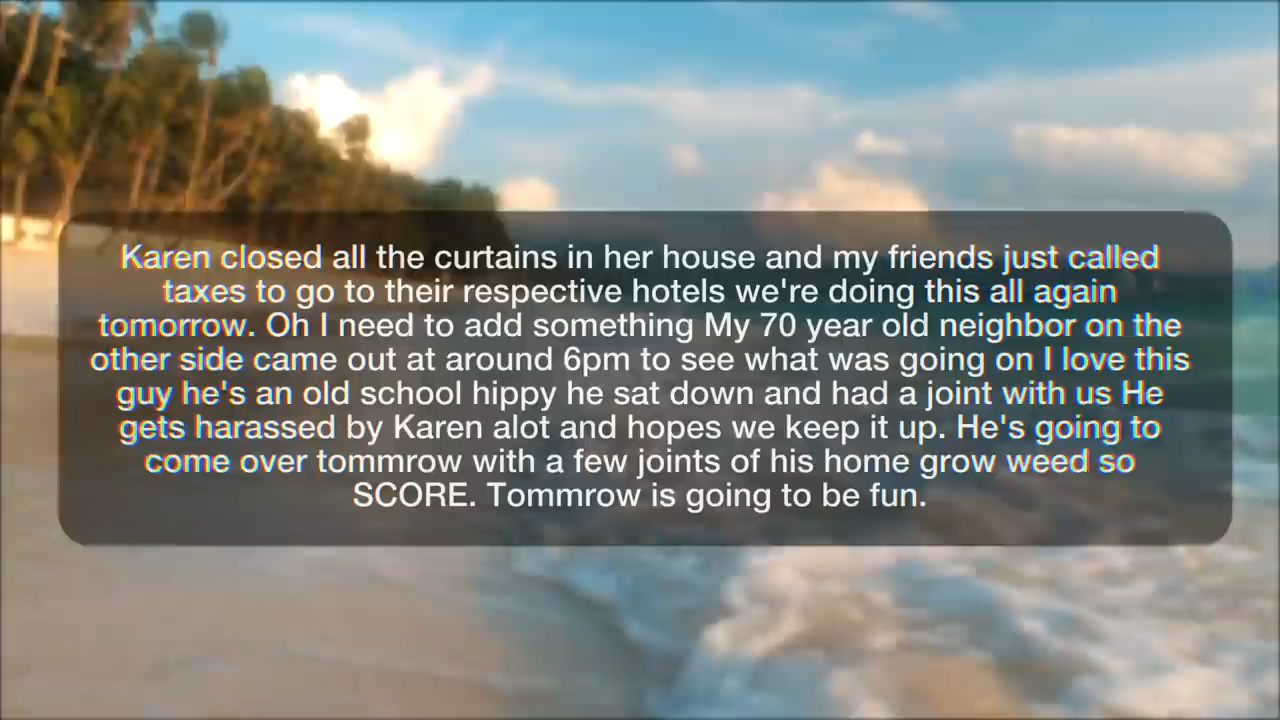 Karen closed all the curtains in her house and my friends just called
taxes to go to their respective hotels we're doing this all again
tomorrow. Oh I need to add something My 70 year old neighbor on the
other side came out at around 6pm to see what was going on I love this
guy he's an old school hippy he sat down and had a joint with us He
gets harassed by Karen alot and hopes we keep it up. He's going to
come over tommrow with a few joints of his home grow weed so
SCORE. Tommrow is going to be fun.